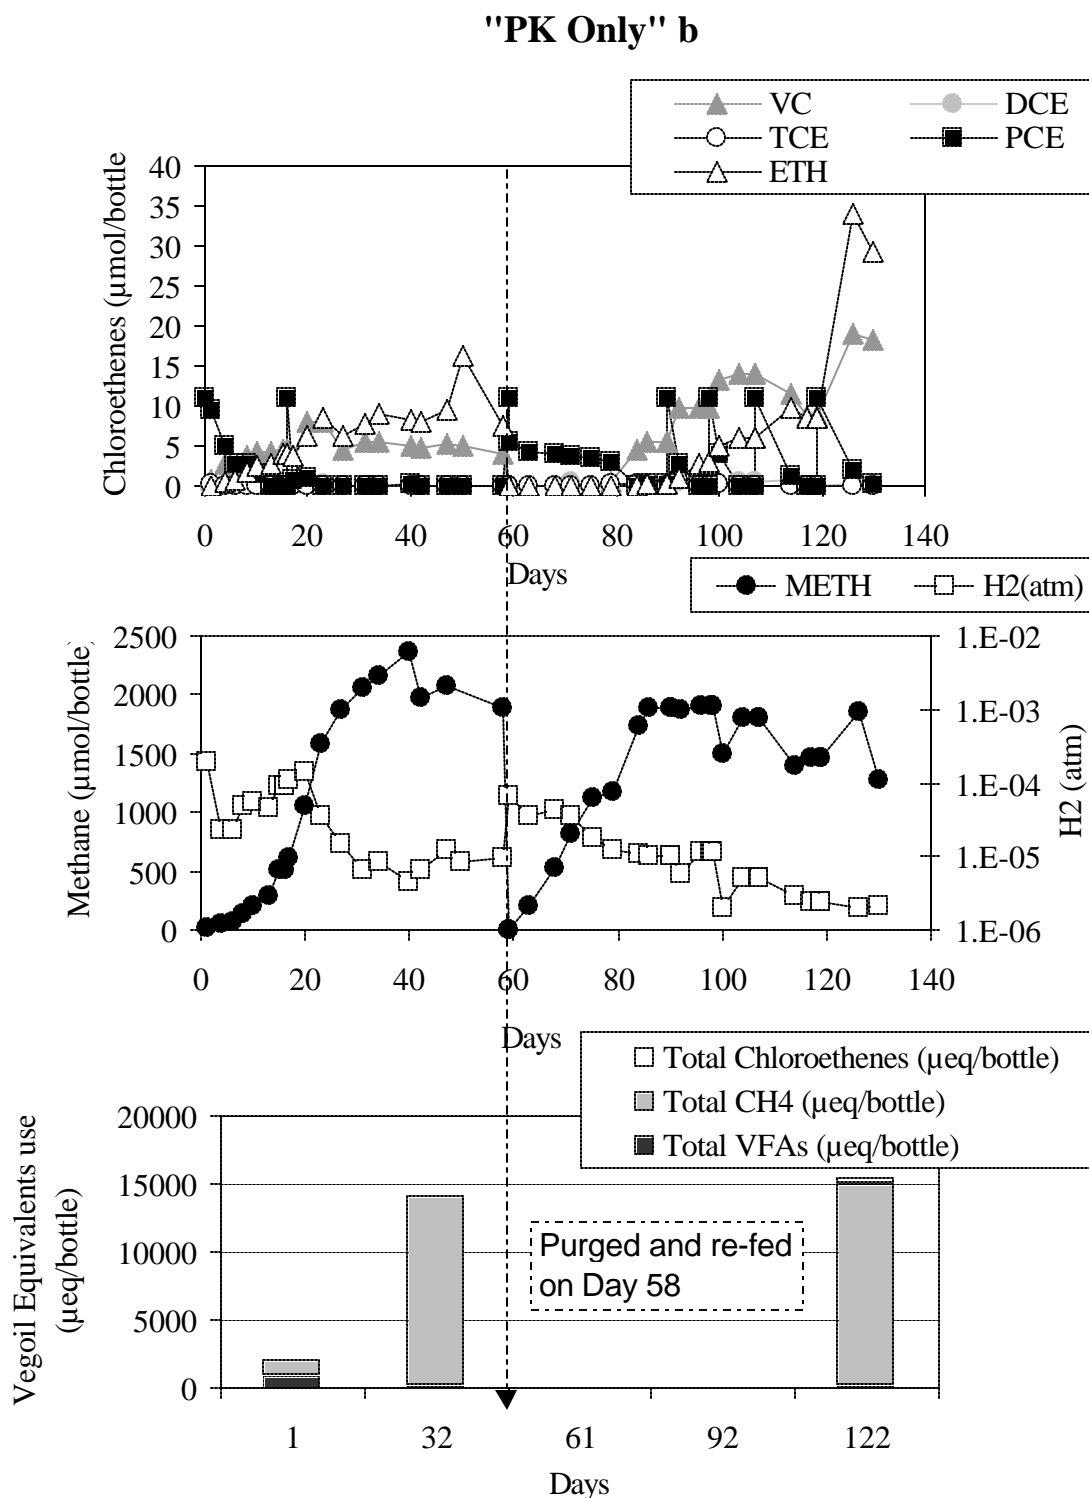 "PK Only" b
VC DCE
TCE PCE
ETH
Chloroethenes (µmol/bottle
40
35
30
25
20
15
10
5
0
0 20 40 60 80 100 120 140
Days
METH H2(atm)
Methane (µmol/bottle)
2500
2000
1500
1000
500
0
1.E-02
1.E-03
1.E-04
1.E-05
1.E-06
H2 (atm)
0 20 40 60 80 100 120 140
Days
Total Chloroethenes (µeq/bottle)
Total CH4 (µeq/bottle)
Total VFAs (µeq/bottle)
Vegoil Equivalents use
(µeq/bottle)
20000
15000
10000
5000
0
Purged and re-fed
on Day 58
1 32 61 92 122
Days